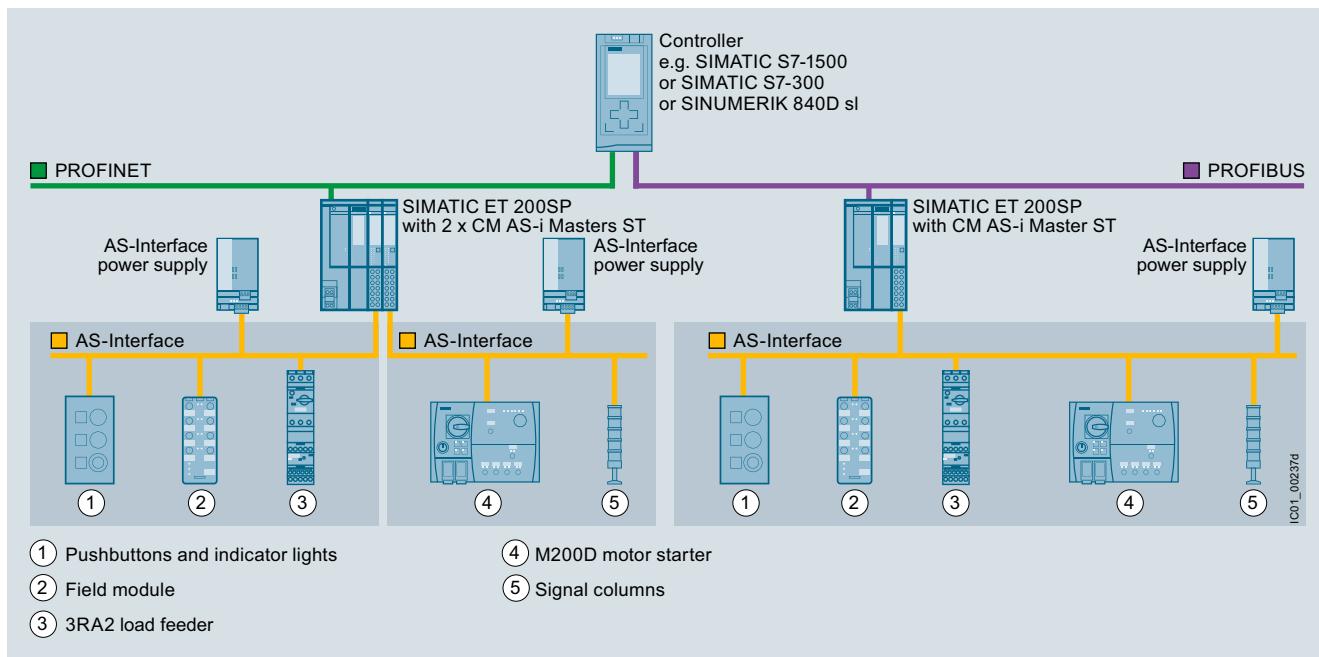 Controller
e.g. SIMATIC S7-1500
or SIMATIC S7-300
or SINUMERIK 840D sl
PROFINET
PROFIBUS
SIMATIC ET 200SP
with 2 x CM AS-i Masters ST
SIMATIC ET 200SP
with CM AS-i Master ST
AS-Interface
power supply
AS-Interface
power supply
AS-Interface
power supply
AS-Interface
AS-Interface
AS-Interface
1
2
3
4
5
1
2
3
4
5
IC01_00237d
1 Pushbuttons and indicator lights
2 Field module
3 3RA2 load feeder
4 M200D motor starter
5 Signal columns